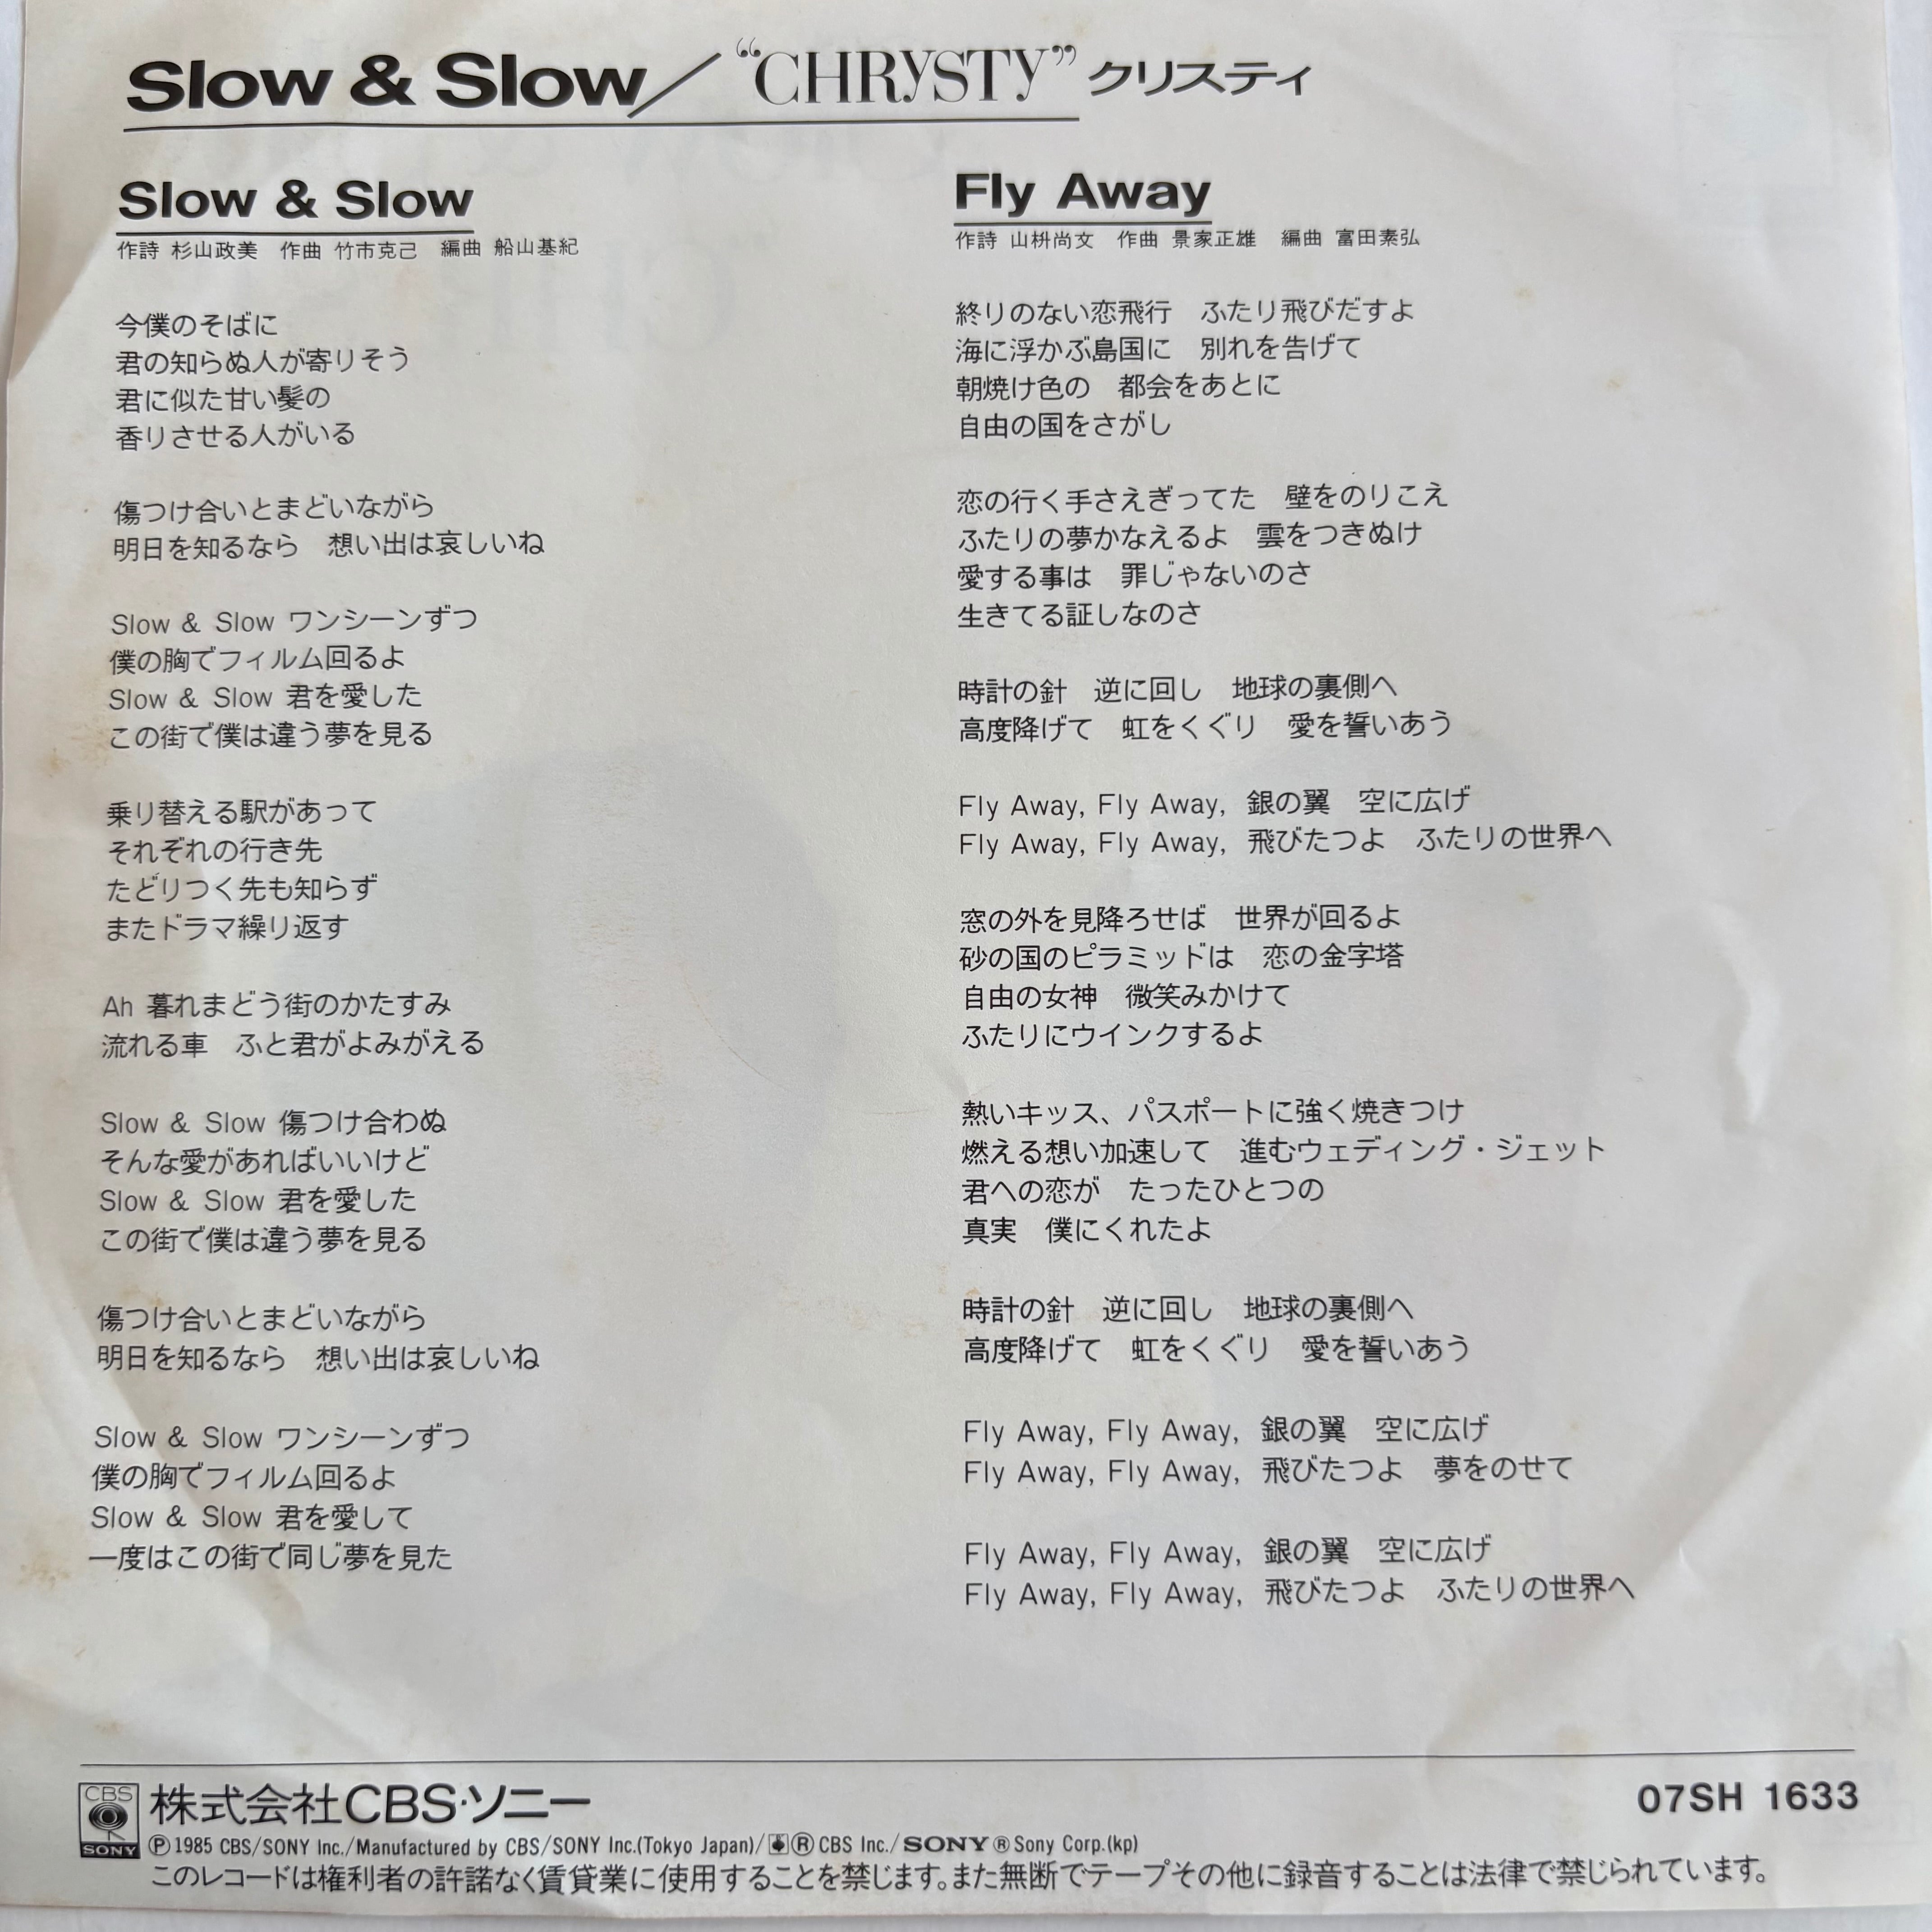 Slow & Slow／“CHRYSTY”クリスティ
Slow & Slow
作詩 杉山政美　作曲 竹市克己　編曲 船山基紀
今僕のそばに
君の知らぬ人が寄りそう
君に似た甘い髪の
香りさせる人がいる
傷つけ合いとまどいながら
明日を知るなら　想い出は哀しいね
Slow & Slow ワンシーンずつ
僕の胸でフィルム回るよ
Slow & Slow 君を愛した
この街で僕は違う夢を見る
乗り替える駅があって
それぞれの行き先
たどりつく先も知らず
またドラマ繰り返す
Ah 暮れまどう街のかたすみ
流れる車　ふと君がよみがえる
Slow & Slow 傷つけ合わぬ
そんな愛があればいいけど
Slow & Slow 君を愛した
この街で僕は違う夢を見る
傷つけ合いとまどいながら
明日を知るなら　想い出は哀しいね
Slow & Slow ワンシーンずつ
僕の胸でフィルム回るよ
Slow & Slow 君を愛して
一度はこの街で同じ夢を見た
Fly Away
作詩 山枡尚文　作曲 景家正雄　編曲 富田素弘
終りのない恋飛行　ふたり飛びだすよ
海に浮かぶ島国に　別れを告げて
朝焼け色の　都会をあとに
自由の国をさがし
恋の行く手さえぎってた　壁をのりこえ
ふたりの夢かなえるよ　雲をつきぬけ
愛する事は　罪じゃないのさ
生きてる証しなのさ
時計の針　逆に回し　地球の裏側へ
高度降げて　虹をくぐり　愛を誓いあう
Fly Away, Fly Away, 銀の翼　空に広げ
Fly Away, Fly Away, 飛びたつよ　ふたりの世界へ
窓の外を見降ろせば　世界が回るよ
砂の国のピラミッドは　恋の金字塔
自由の女神　微笑みかけて
ふたりにウインクするよ
熱いキッス、パスポートに強く焼きつけ
燃える想い加速して　進むウェディング・ジェット
君への恋が　たったひとつの
真実　僕にくれたよ
時計の針　逆に回し　地球の裏側へ
高度降げて　虹をくぐり　愛を誓いあう
Fly Away, Fly Away, 銀の翼　空に広げ
Fly Away, Fly Away, 飛びたつよ　夢をのせて
Fly Away, Fly Away, 銀の翼　空に広げ
Fly Away, Fly Away, 飛びたつよ　ふたりの世界へ
CBS
SONY
株式会社CBS・ソニー
07SH 1633
Ⓟ1985 CBS/SONY Inc./Manufactured by CBS/SONY Inc.(Tokyo Japan)/®CBS Inc./SONY®Sony Corp.(kp)
このレコードは権利者の許諾なく賃貸業に使用することを禁じます。また無断でテープその他に録音することは法律で禁じられています。